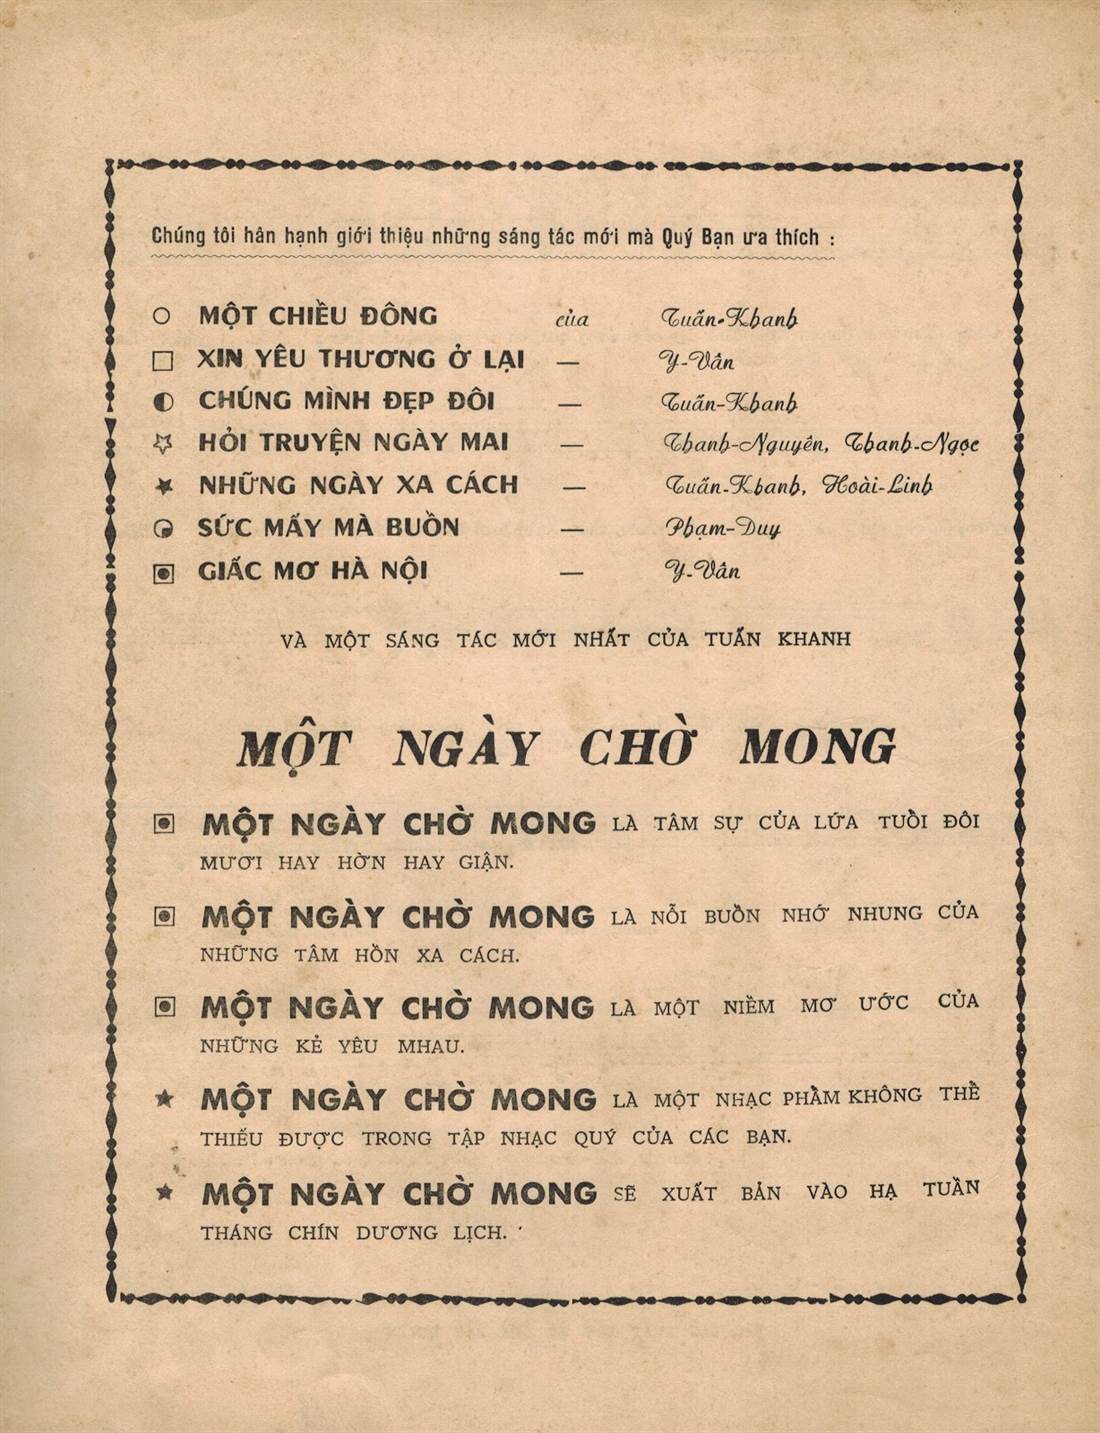 Chúng tôi hân hạnh giới thiệu những sáng tác mới mà Quý Bạn ưa thích :
MỘT CHIỀU ĐÔNG của Tuấn-Khanh
XIN YÊU THƯƠNG Ở LẠI — Y-Vân
CHÚNG MÌNH ĐẸP ĐÔI — Tuấn-Khanh
HỎI TRUYỆN NGÀY MAI — Thanh-Nguyên, Thanh-Ngọc
NHỮNG NGÀY XA CÁCH — Tuấn-Khanh, Hoài-Linh
SỨC MẤY MÀ BUỒN — Phạm-Duy
GIẤC MƠ HÀ NỘI — Y-Vân
VÀ MỘT SÁNG TÁC MỚI NHẤT CỦA TUẤN KHANH
MỘT NGÀY CHỜ MONG
MỘT NGÀY CHỜ MONG LÀ TÂM SỰ CỦA LỨA TUỔI ĐÔI
MƯƠI HAY HỜN HAY GIẬN.
MỘT NGÀY CHỜ MONG LÀ NỖI BUỒN NHỚ NHUNG CỦA
NHỮNG TÂM HỒN XA CÁCH.
MỘT NGÀY CHỜ MONG LÀ MỘT NIỀM MƠ ƯỚC CỦA
NHỮNG KẺ YÊU MHAU.
MỘT NGÀY CHỜ MONG LÀ MỘT NHẠC PHẨM KHÔNG THỂ
THIẾU ĐƯỢC TRONG TẬP NHẠC QUÝ CỦA CÁC BẠN.
MỘT NGÀY CHỜ MONG SẼ XUẤT BẢN VÀO HẠ TUẦN
THÁNG CHÍN DƯƠNG LỊCH.